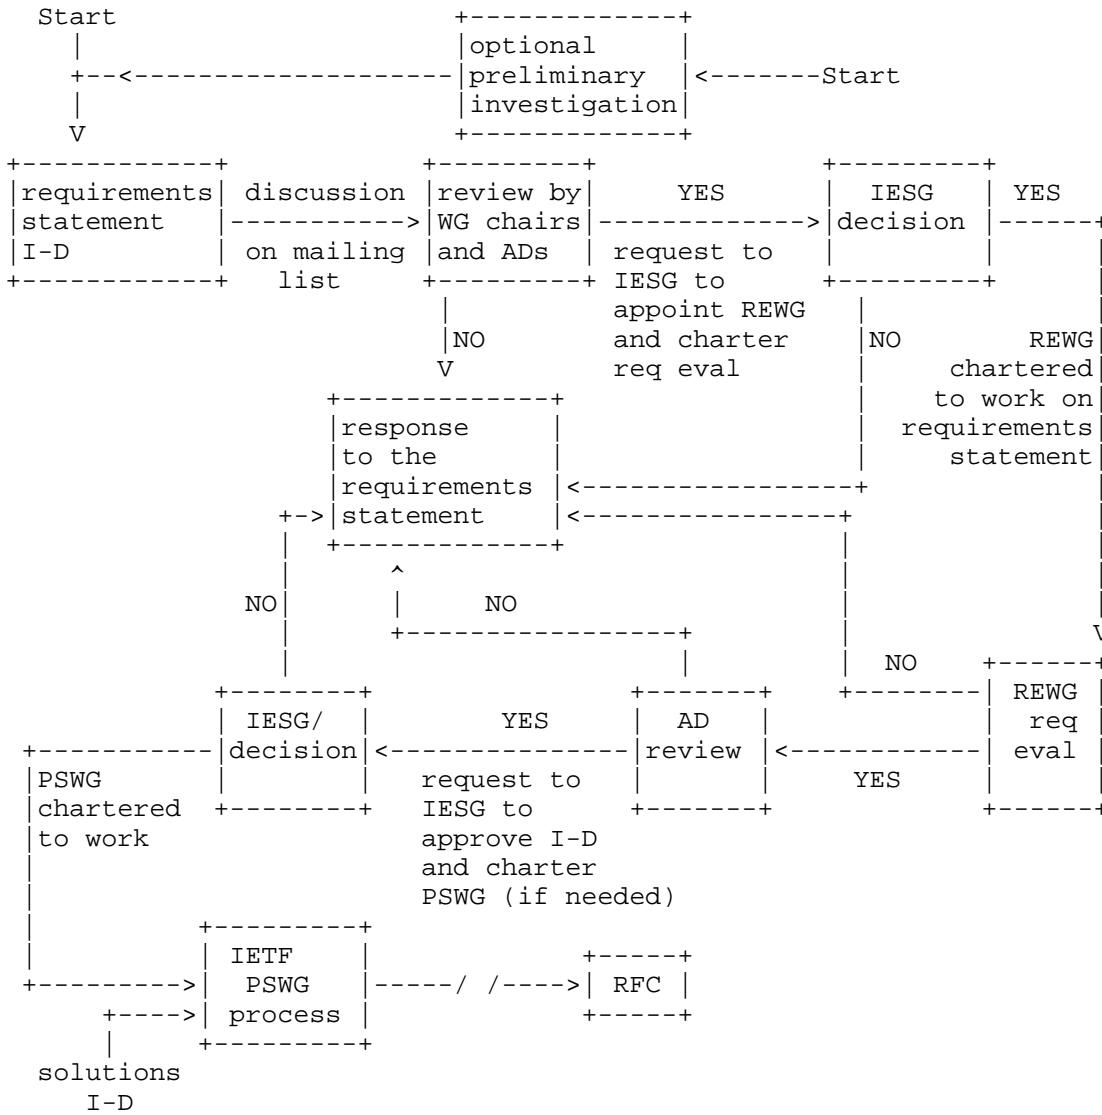 Start
optional
preliminary
investigation
Start
requirements
statement
I-D
discussion
on mailing
list
review by
WG chairs
and ADs
YES
request to
IESG to
appoint REWG
and charter
req eval
IESG
decision
YES
NO
NO
REWG
chartered
to work on
requirements
statement
response
to the
requirements
statement
NO
NO
NO
REWG
req
eval
YES
AD
review
YES
request to
IESG to
approve I-D
and charter
PSWG (if needed)
IESG/
decision
PSWG
chartered
to work
IETF
PSWG
process
RFC
solutions
I-D